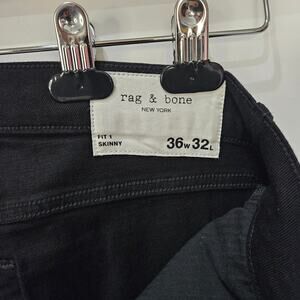 rag & bone
NEW YORK
FIT 1
SKINNY 36W 32L